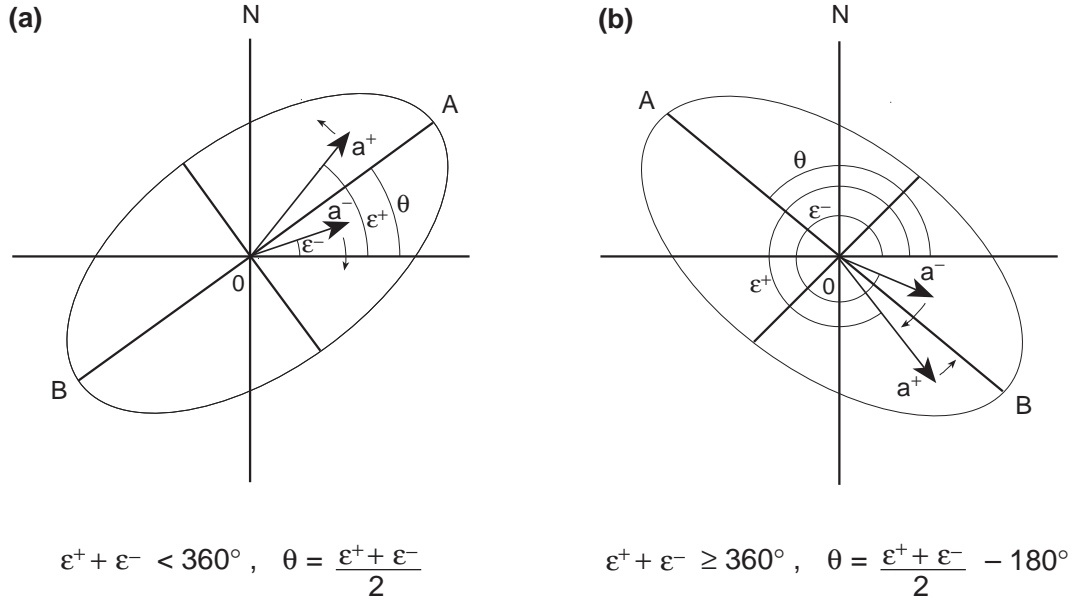 (a)
N
A
a⁺
θ
a⁻
ε⁺
ε⁻
0
B
ε⁺ + ε⁻ < 360° , θ = (ε⁺ + ε⁻)/2
(b)
N
A
θ
ε⁻
a⁻
0
ε⁺
a⁺
B
ε⁺ + ε⁻ ≥ 360° , θ = (ε⁺ + ε⁻)/2 − 180°